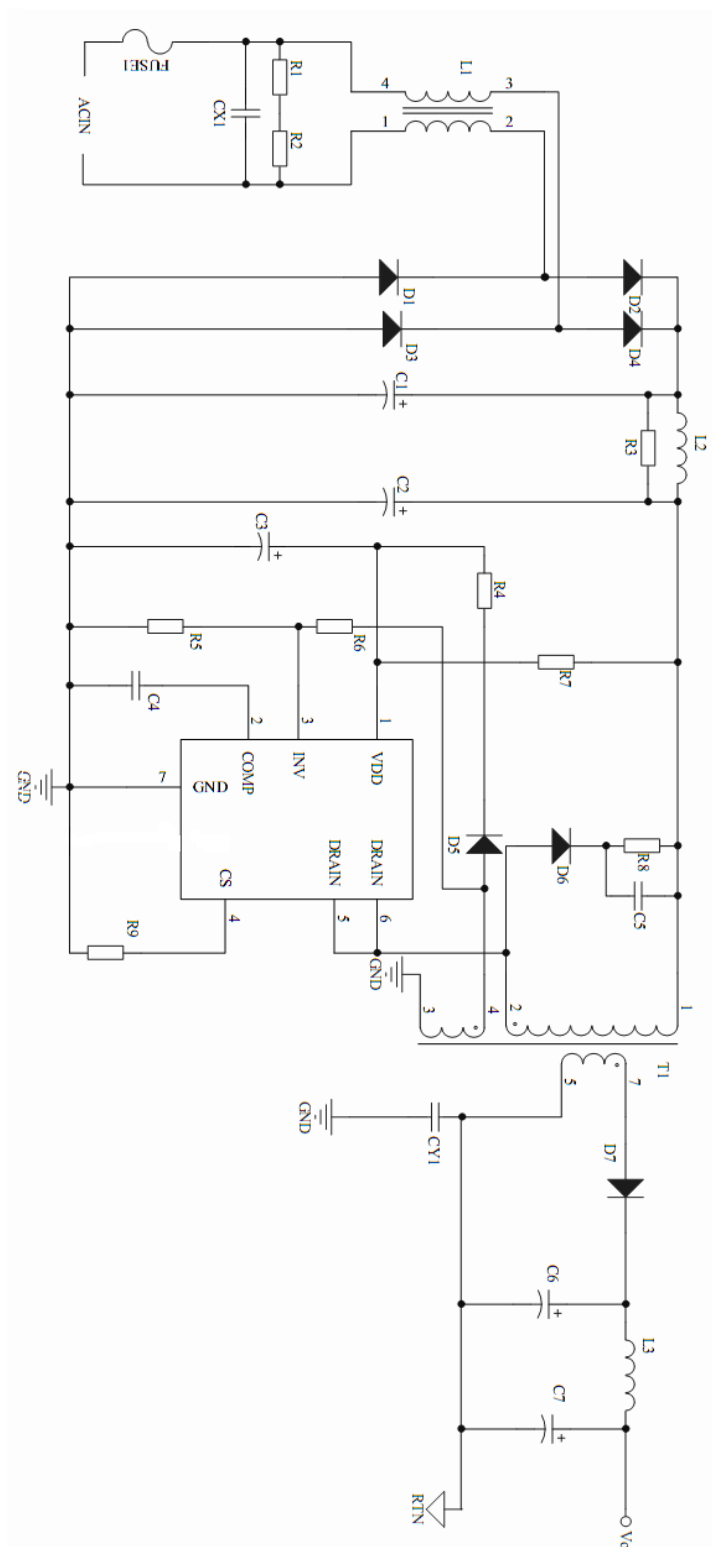 FUSE1
ACIN
CX1
R1
R2
L1
4
3
1
2
D1
D2
D3
D4
C1
R3
L2
C2
C3
R4
R5
R6
R7
C4
2
3
1
COMP
INV
VDD
7
GND
GND
DRAIN
DRAIN
CS
4
5
6
D5
D6
R8
C5
R9
GND
3
4
2
1
T1
5
7
GND
CY1
D7
C6
L3
C7
RTN